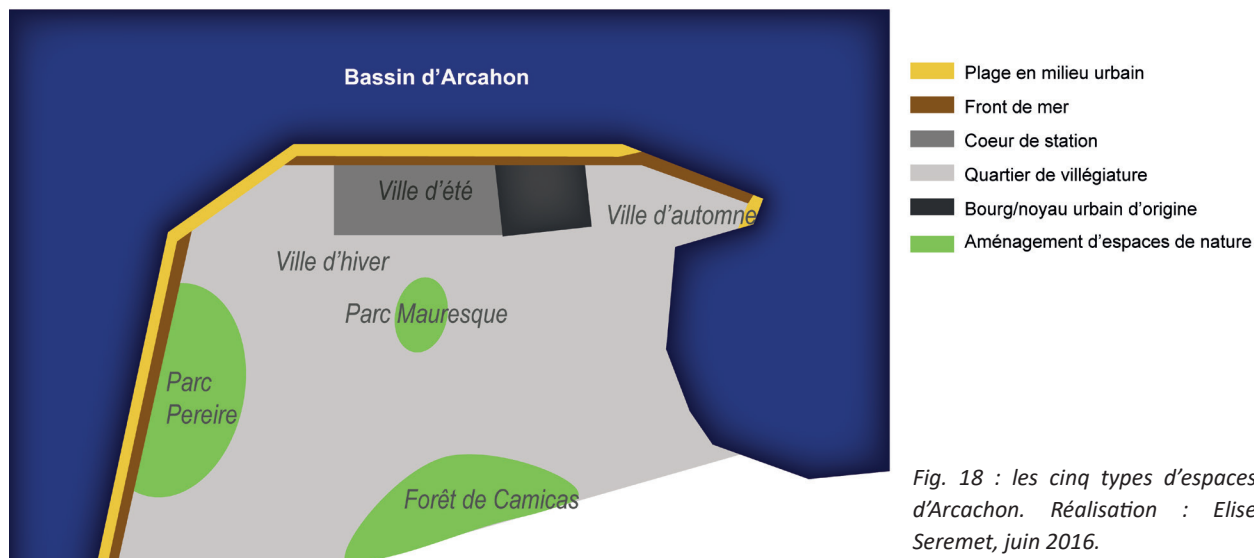 Bassin d'Arcahon
Ville d'été
Ville d'automne
Ville d'hiver
Parc Mauresque
Parc
Pereire
Forêt de Camicas
Plage en milieu urbain
Front de mer
Coeur de station
Quartier de villégiature
Bourg/noyau urbain d'origine
Aménagement d'espaces de nature
Fig. 18 : les cinq types d'espaces
d'Arcachon. Réalisation : Elise
Seremet, juin 2016.